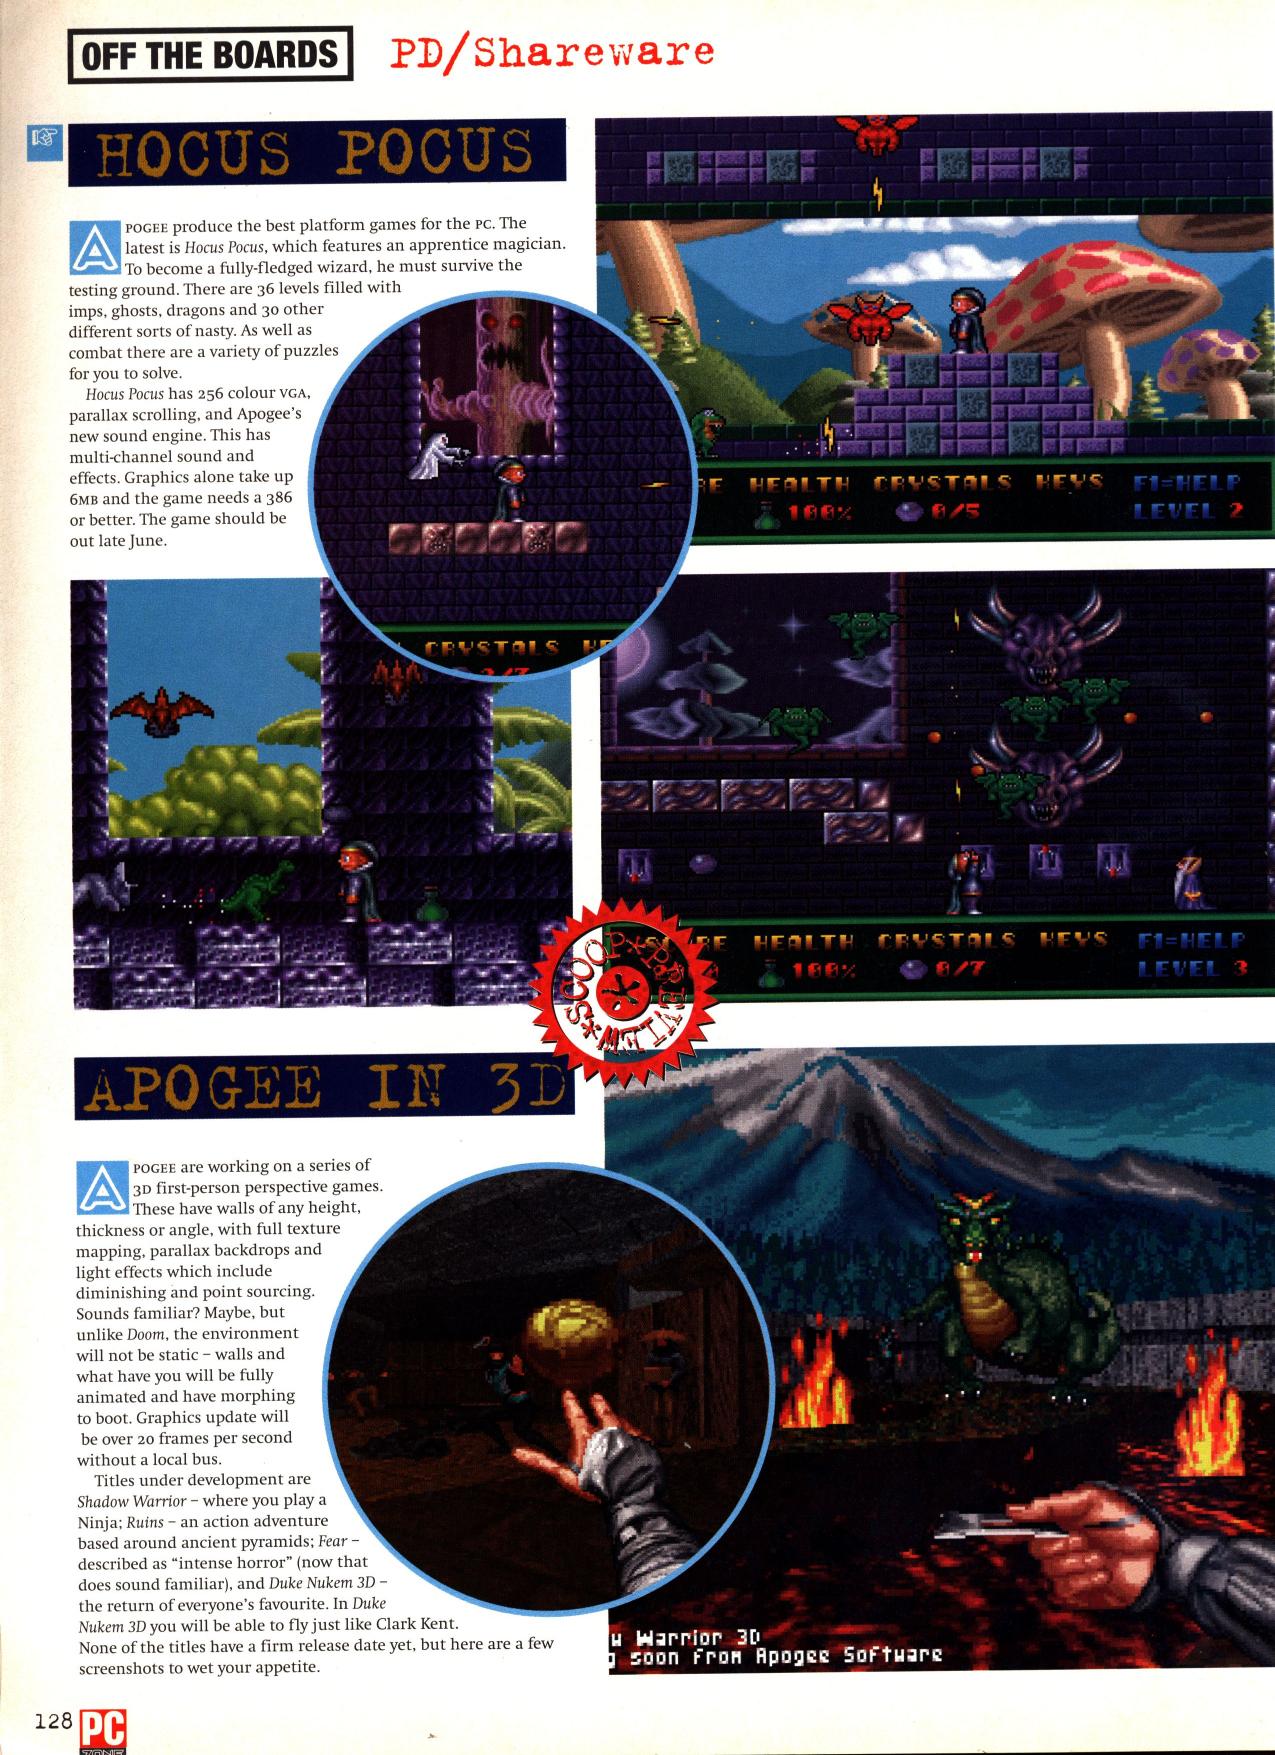 OFF THE BOARDS
PD/Shareware
HOCUS POCUS
APOGEE produce the best platform games for the PC. The
latest is Hocus Pocus, which features an apprentice magician.
To become a fully-fledged wizard, he must survive the
testing ground. There are 36 levels filled with
imps, ghosts, dragons and 30 other
different sorts of nasty. As well as
combat there are a variety of puzzles
for you to solve.
Hocus Pocus has 256 colour VGA,
parallax scrolling, and Apogee's
new sound engine. This has
multi-channel sound and
effects. Graphics alone take up
6MB and the game needs a 386
or better. The game should be
out late June.
RE HEALTH CRYSTALS KEYS F1=HELP
100% 0/5 LEVEL 2
CRYSTALS KE
SCORE HEALTH CRYSTALS KEYS F1=HELP
100% 0/7 LEVEL 3
SCOOP*PREVIEW*
APOGEE IN 3D
APOGEE are working on a series of
3D first-person perspective games.
These have walls of any height,
thickness or angle, with full texture
mapping, parallax backdrops and
light effects which include
diminishing and point sourcing.
Sounds familiar? Maybe, but
unlike Doom, the environment
will not be static – walls and
what have you will be fully
animated and have morphing
to boot. Graphics update will
be over 20 frames per second
without a local bus.
Titles under development are
Shadow Warrior – where you play a
Ninja; Ruins – an action adventure
based around ancient pyramids; Fear –
described as "intense horror" (now that
does sound familiar), and Duke Nukem 3D –
the return of everyone's favourite. In Duke
Nukem 3D you will be able to fly just like Clark Kent.
None of the titles have a firm release date yet, but here are a few
screenshots to wet your appetite.
w Warrior 3D
g soon from Apogee Software
128 PC
ZONE